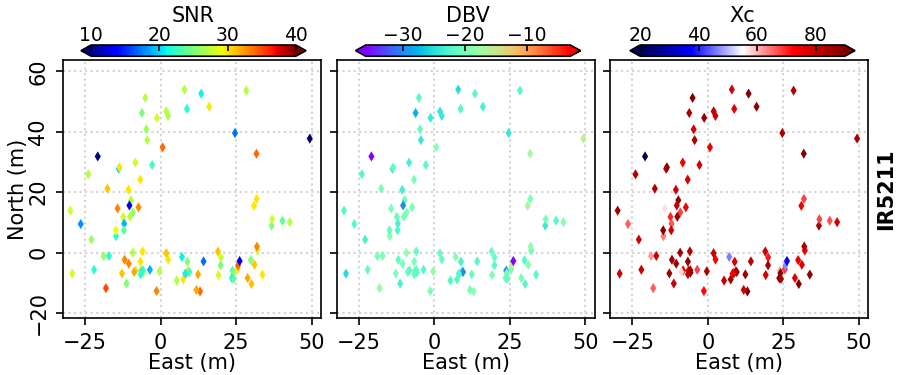 SNR DBV Xc
10 20 30 40 −30 −20 −10 20 40 60 80
60
40
20
0
−20
North (m)
−25 0 25 50 −25 0 25 50 −25 0 25 50
East (m) East (m) East (m)
IR5211